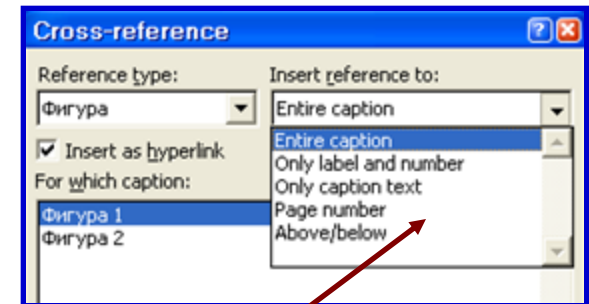 Cross-reference
Reference type:
Insert reference to:
Фигура
Entire caption
Insert as hyperlink
Entire caption
Only label and number
Only caption text
Page number
Above/below
For which caption:
Фигура 1
Фигура 2